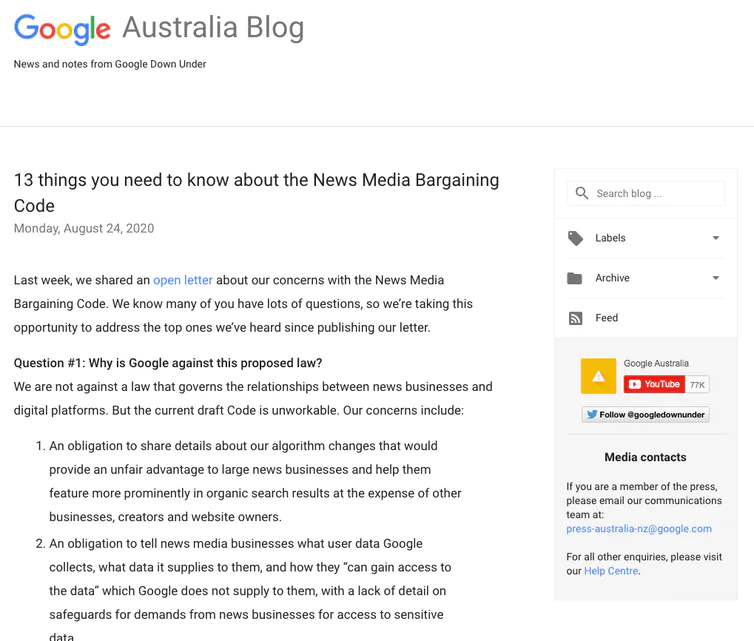 Google Australia Blog
News and notes from Google Down Under
13 things you need to know about the News Media Bargaining
Code
Monday, August 24, 2020
Last week, we shared an open letter about our concerns with the News Media
Bargaining Code. We know many of you have lots of questions, so we’re taking this
opportunity to address the top ones we’ve heard since publishing our letter.
Question #1: Why is Google against this proposed law?
We are not against a law that governs the relationships between news businesses and
digital platforms. But the current draft Code is unworkable. Our concerns include:
1. An obligation to share details about our algorithm changes that would
provide an unfair advantage to large news businesses and help them
feature more prominently in organic search results at the expense of other
businesses, creators and website owners.
2. An obligation to tell news media businesses what user data Google
collects, what data it supplies to them, and how they “can gain access to
the data” which Google does not supply to them, with a lack of detail on
safeguards for demands from news businesses for access to sensitive
data.
Search blog ...
Labels
Archive
Feed
Google Australia
YouTube 77K
Follow @googledownunder
Media contacts
If you are a member of the press,
please email our communications
team at:
press-australia-nz@google.com
For all other enquiries, please visit
our Help Centre.